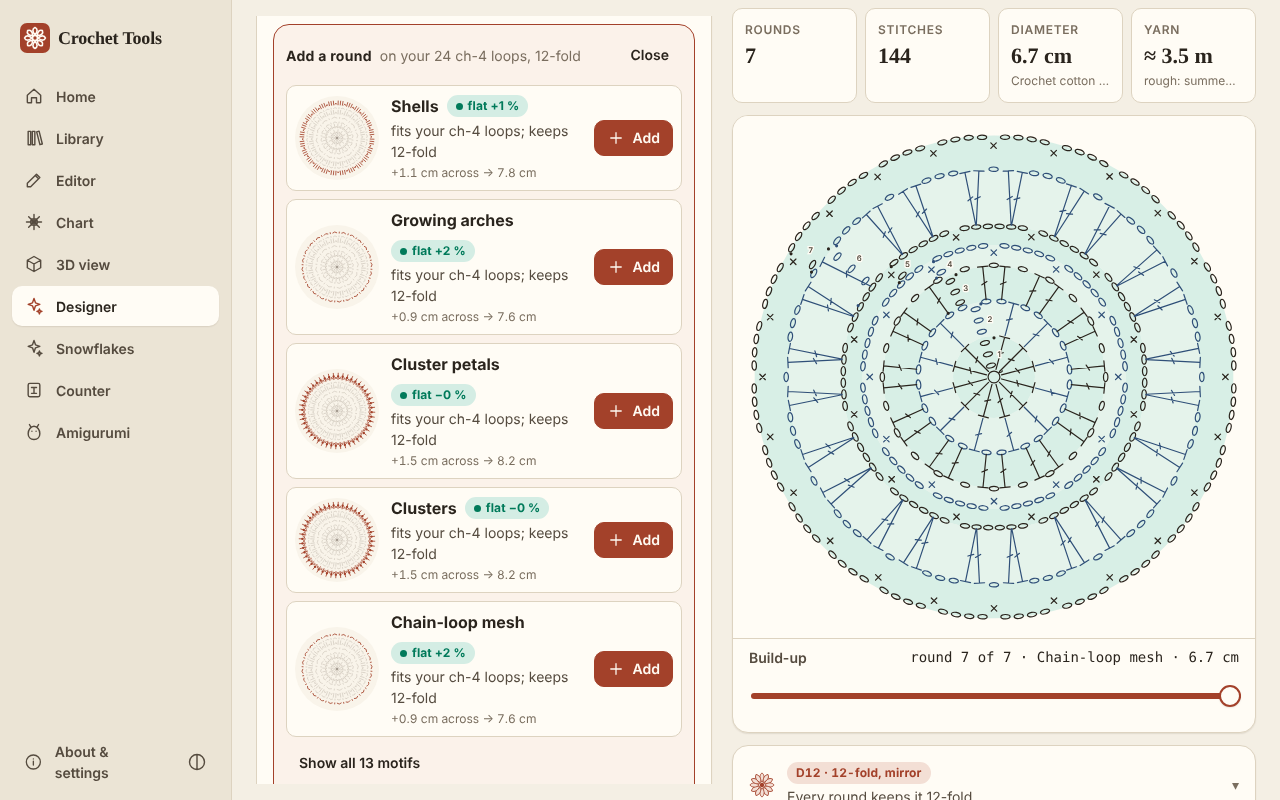 Crochet Tools
Home
Library
Editor
Chart
3D view
Designer
Snowflakes
Counter
Amigurumi
About &
settings
Add a round on your 24 ch-4 loops, 12-fold
Close
Shells flat +1 %
fits your ch-4 loops; keeps
12-fold
+1.1 cm across → 7.8 cm
Add
Growing arches
flat +2 %
fits your ch-4 loops; keeps
12-fold
+0.9 cm across → 7.6 cm
Add
Cluster petals
flat −0 %
fits your ch-4 loops; keeps
12-fold
+1.5 cm across → 8.2 cm
Add
Clusters flat −0 %
fits your ch-4 loops; keeps
12-fold
+1.5 cm across → 8.2 cm
Add
Chain-loop mesh
flat +2 %
fits your ch-4 loops; keeps
12-fold
+0.9 cm across → 7.6 cm
Add
Show all 13 motifs
ROUNDS
7
STITCHES
144
DIAMETER
6.7 cm
Crochet cotton ...
YARN
≈ 3.5 m
rough: summe...
7
6
5
4
3
2
1
Build-up
round 7 of 7 · Chain-loop mesh · 6.7 cm
D12 · 12-fold, mirror
Every round keeps it 12-fold